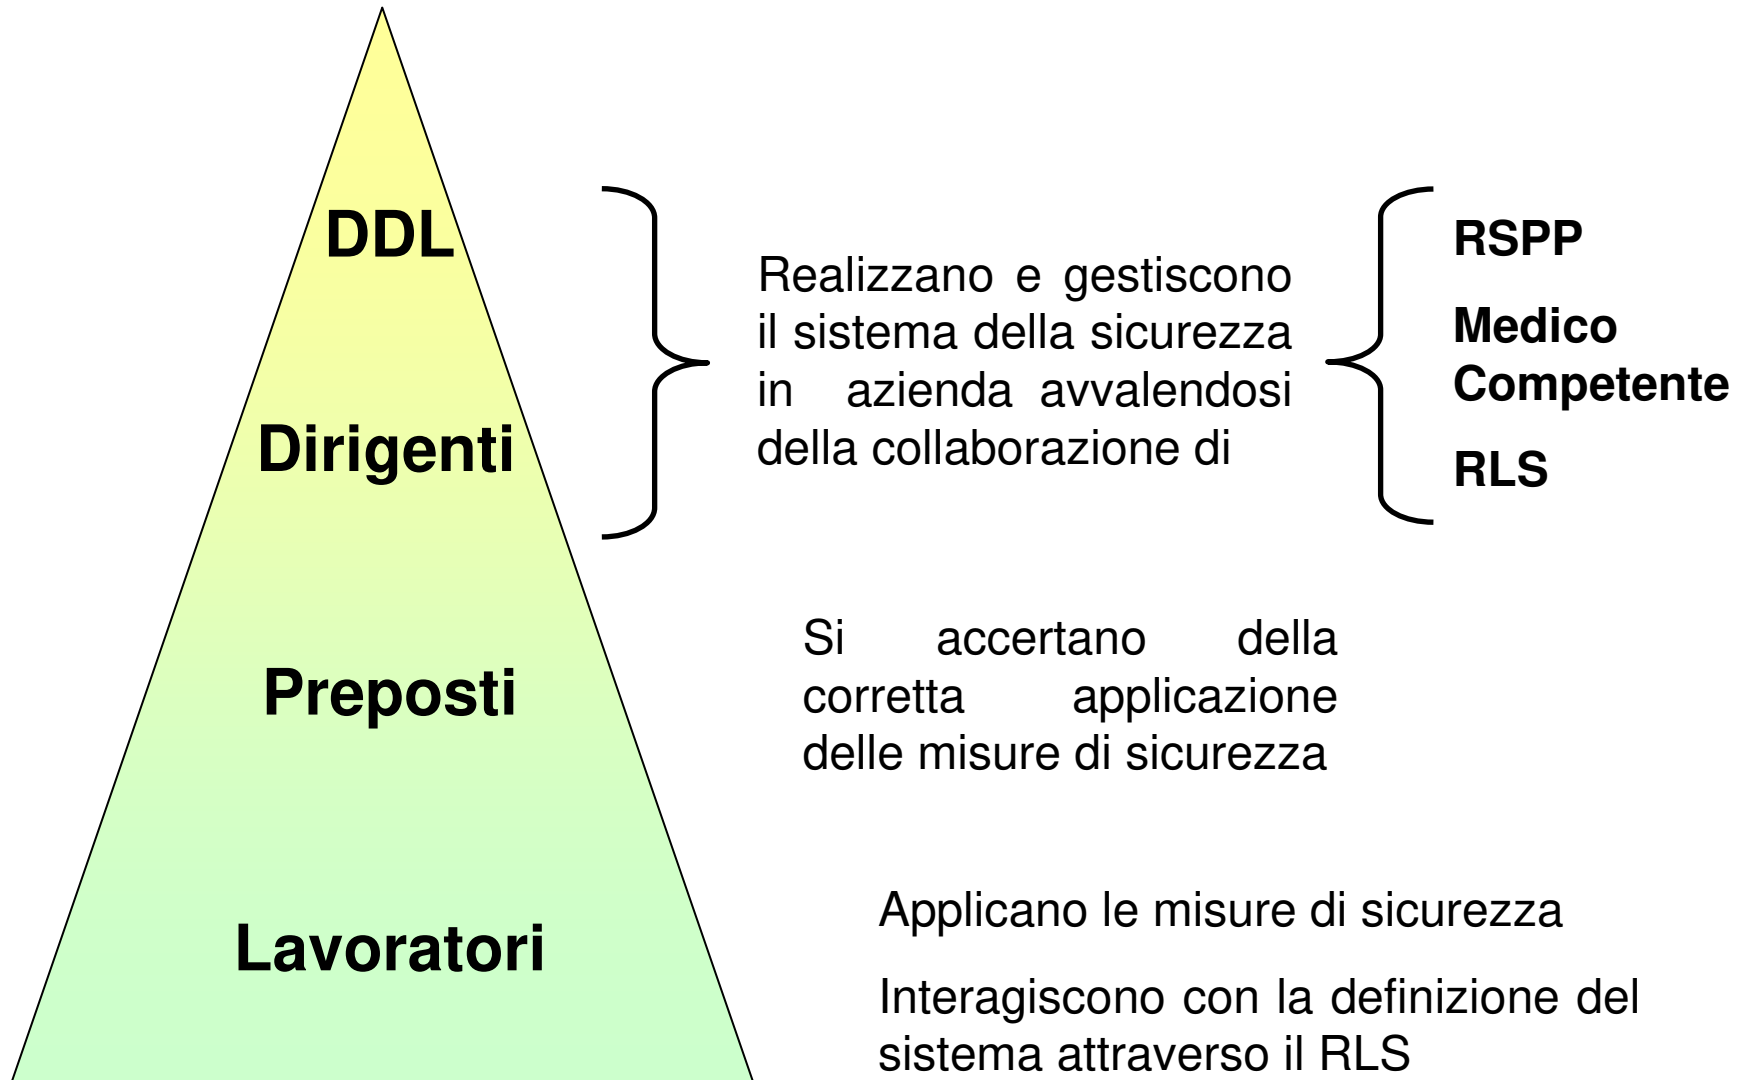 DDL
Dirigenti
Realizzano e gestiscono
il sistema della sicurezza
in azienda avvalendosi
della collaborazione di
RSPP
Medico
Competente
RLS
Preposti
Si accertano della
corretta applicazione
delle misure di sicurezza
Lavoratori
Applicano le misure di sicurezza
Interagiscono con la definizione del
sistema attraverso il RLS